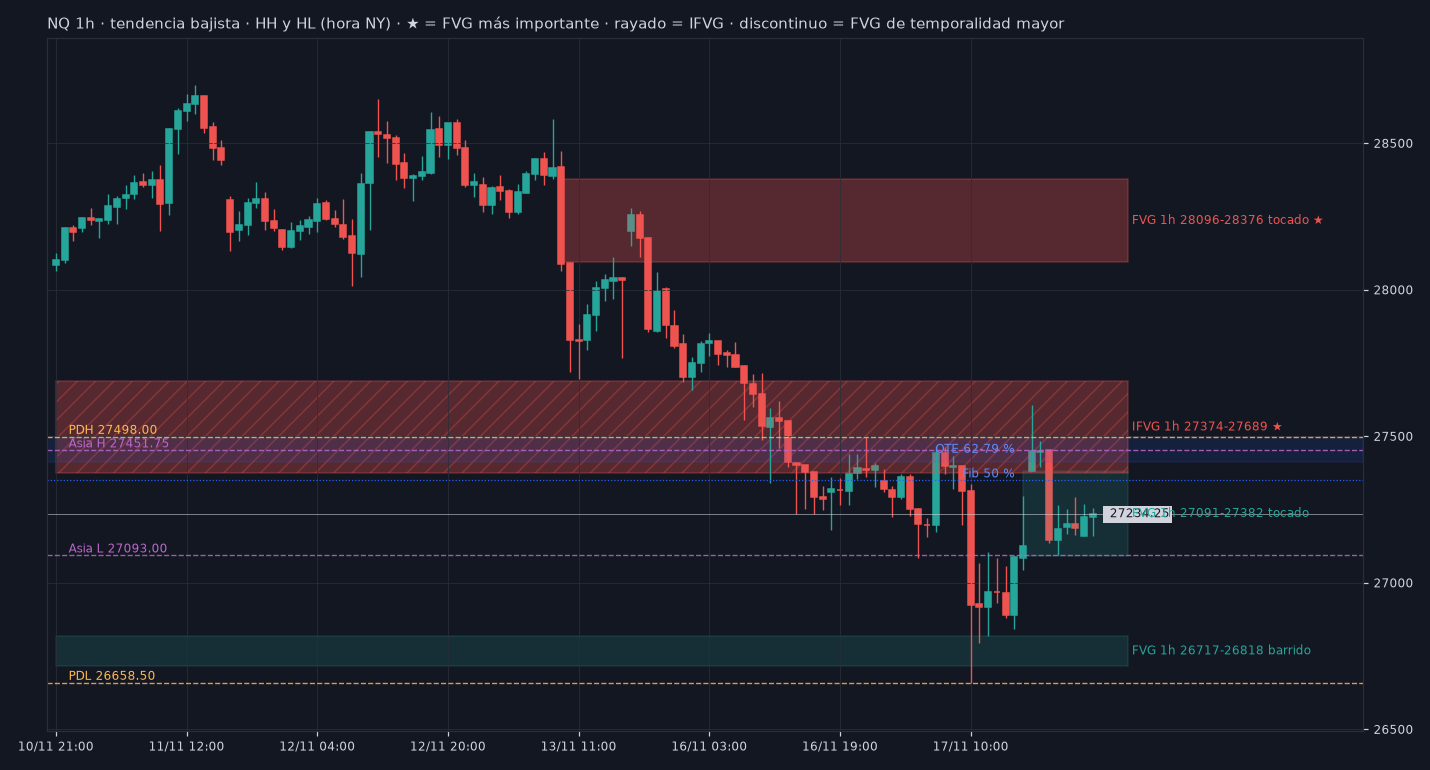 NQ 1h · tendencia bajista · HH y HL (hora NY) · ★ = FVG más importante · rayado = IFVG · discontinuo = FVG de temporalidad mayor
28500
FVG 1h 28096-28376 tocado ★
28000
PDH 27498.00
IFVG 1h 27374-27689 ★
27500
Asia H 27451.75
OTE 62-79 %
Fib 50 %
27234.25
FVG 1h 27091-27382 tocado
Asia L 27093.00
27000
FVG 1h 26717-26818 barrido
PDL 26658.50
26500
10/11 21:00
11/11 12:00
12/11 04:00
12/11 20:00
13/11 11:00
16/11 03:00
16/11 19:00
17/11 10:00